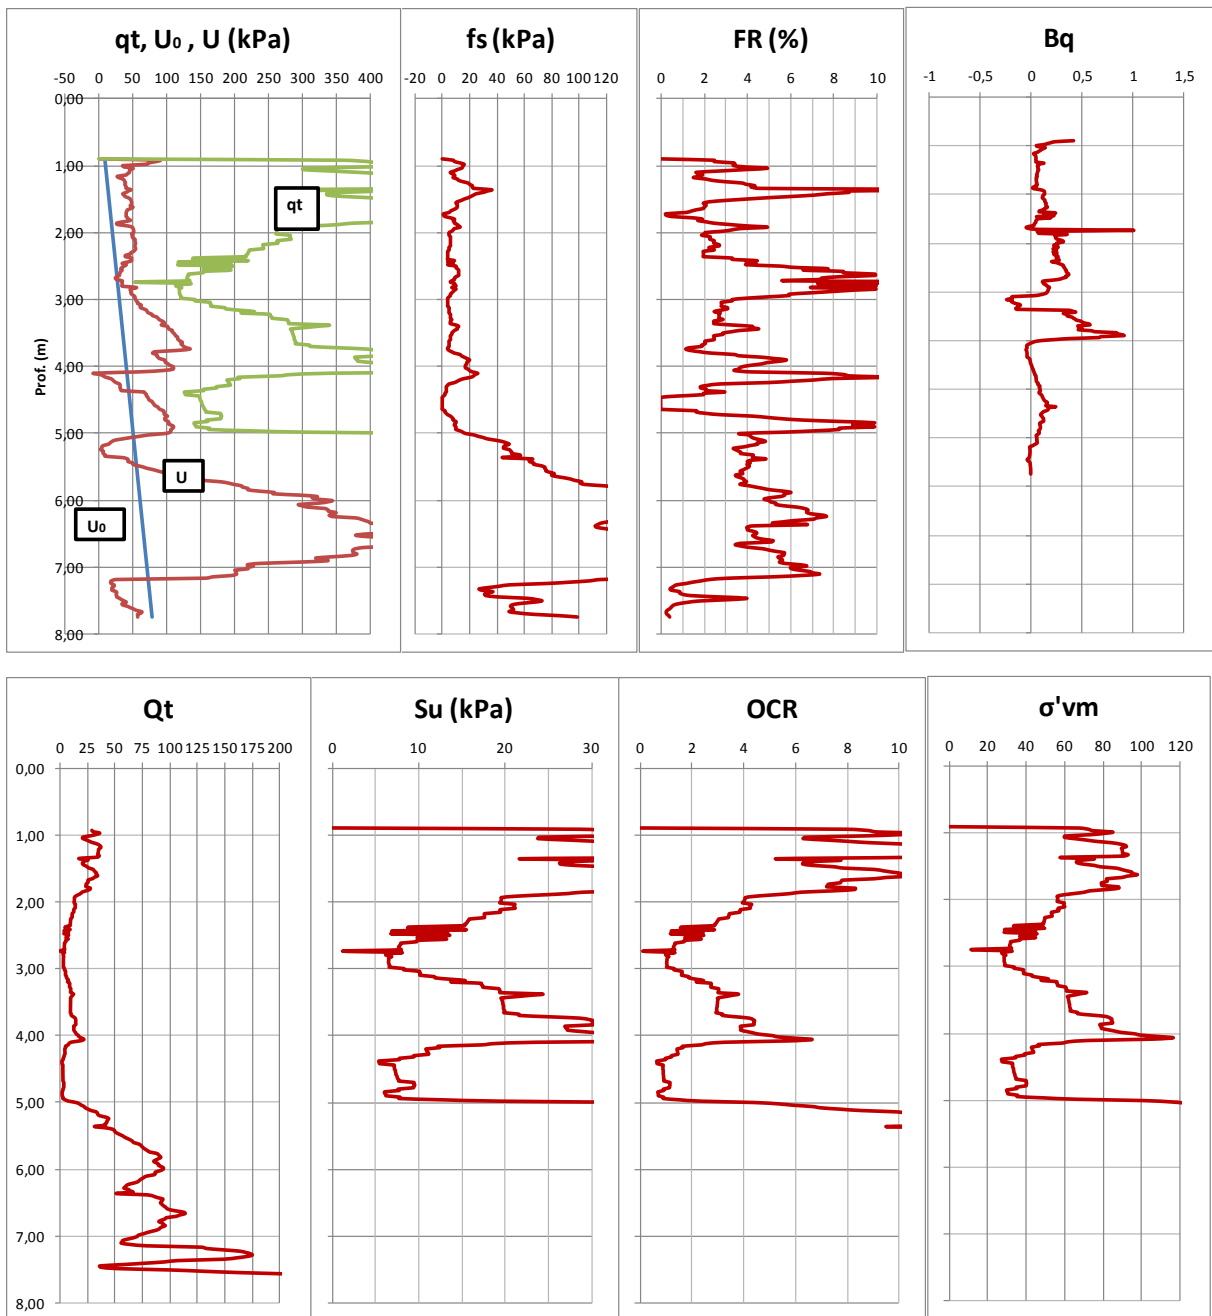 qt, U₀ , U (kPa)
-50 0 50 100 150 200 250 300 350 400
0,00
1,00
2,00
3,00
4,00
5,00
6,00
7,00
8,00
Prof. (m)
qt
U
U₀
fs (kPa)
-20 0 20 40 60 80 100 120
FR (%)
0 2 4 6 8 10
Bq
-1 -0,5 0 0,5 1 1,5
Qt
0 25 50 75 100 125 150 175 200
0,00
1,00
2,00
3,00
4,00
5,00
6,00
7,00
8,00
Su (kPa)
0 10 20 30
OCR
0 2 4 6 8 10
σ'vm
0 20 40 60 80 100 120